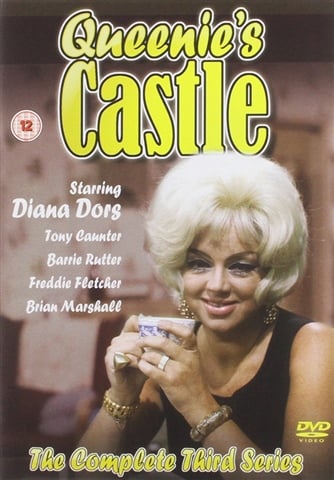 Queenie's
Castle
12
Starring
Diana Dors
Tony Caunter
Barrie Rutter
Freddie Fletcher
Brian Marshall
DVD
VIDEO
The Complete Third Series